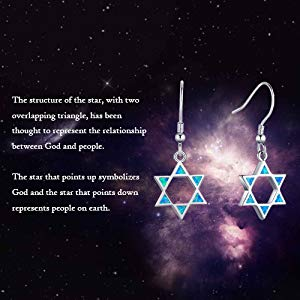 The structure of the star, with two
overlapping triangle, has been
thought to represent the relationship
between God and people.
The star that points up symbolizes
God and the star that points down
represents people on earth.